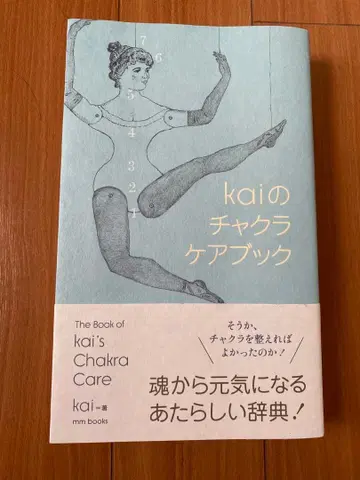 7
6
5
4
3
2
1
kaiの
チャクラ
ケアブック
The Book of
kai's
Chakra
Care
kai=著
mm books
そうか、
チャクラを整えれば
よかったのか!
魂から元気になる
あたらしい辞典!